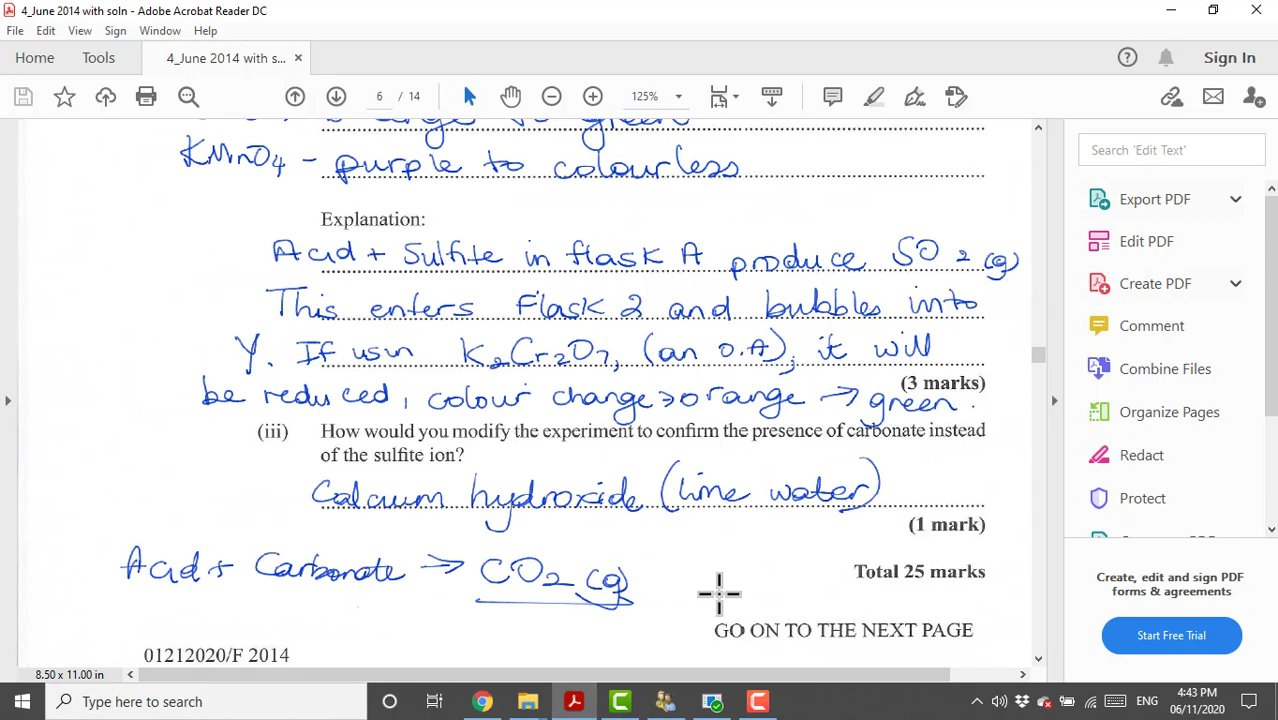 4_June 2014 with soln - Adobe Acrobat Reader DC
File Edit View Sign Window Help
Home Tools 4_June 2014 with s... × Sign In
6 / 14 125%
KMnO4 - purple to colourless
Explanation:
Acid + Sulfite in flask A produce SO2 (g)
This enters Flask 2 and bubbles into
Y. If usin K2Cr2O7, (an O.A), it will
(3 marks)
be reduced, colour change > orange → green.
(iii) How would you modify the experiment to confirm the presence of carbonate instead
of the sulfite ion?
Calcium hydroxide (lime water)
(1 mark)
Acid + Carbonate → CO2 (g)
Total 25 marks
GO ON TO THE NEXT PAGE
01212020/F 2014
8.50 x 11.00 in
Search 'Edit Text'
Export PDF
Edit PDF
Create PDF
Comment
Combine Files
Organize Pages
Redact
Protect
Create, edit and sign PDF
forms & agreements
Start Free Trial
Type here to search
ENG
4:43 PM
06/11/2020